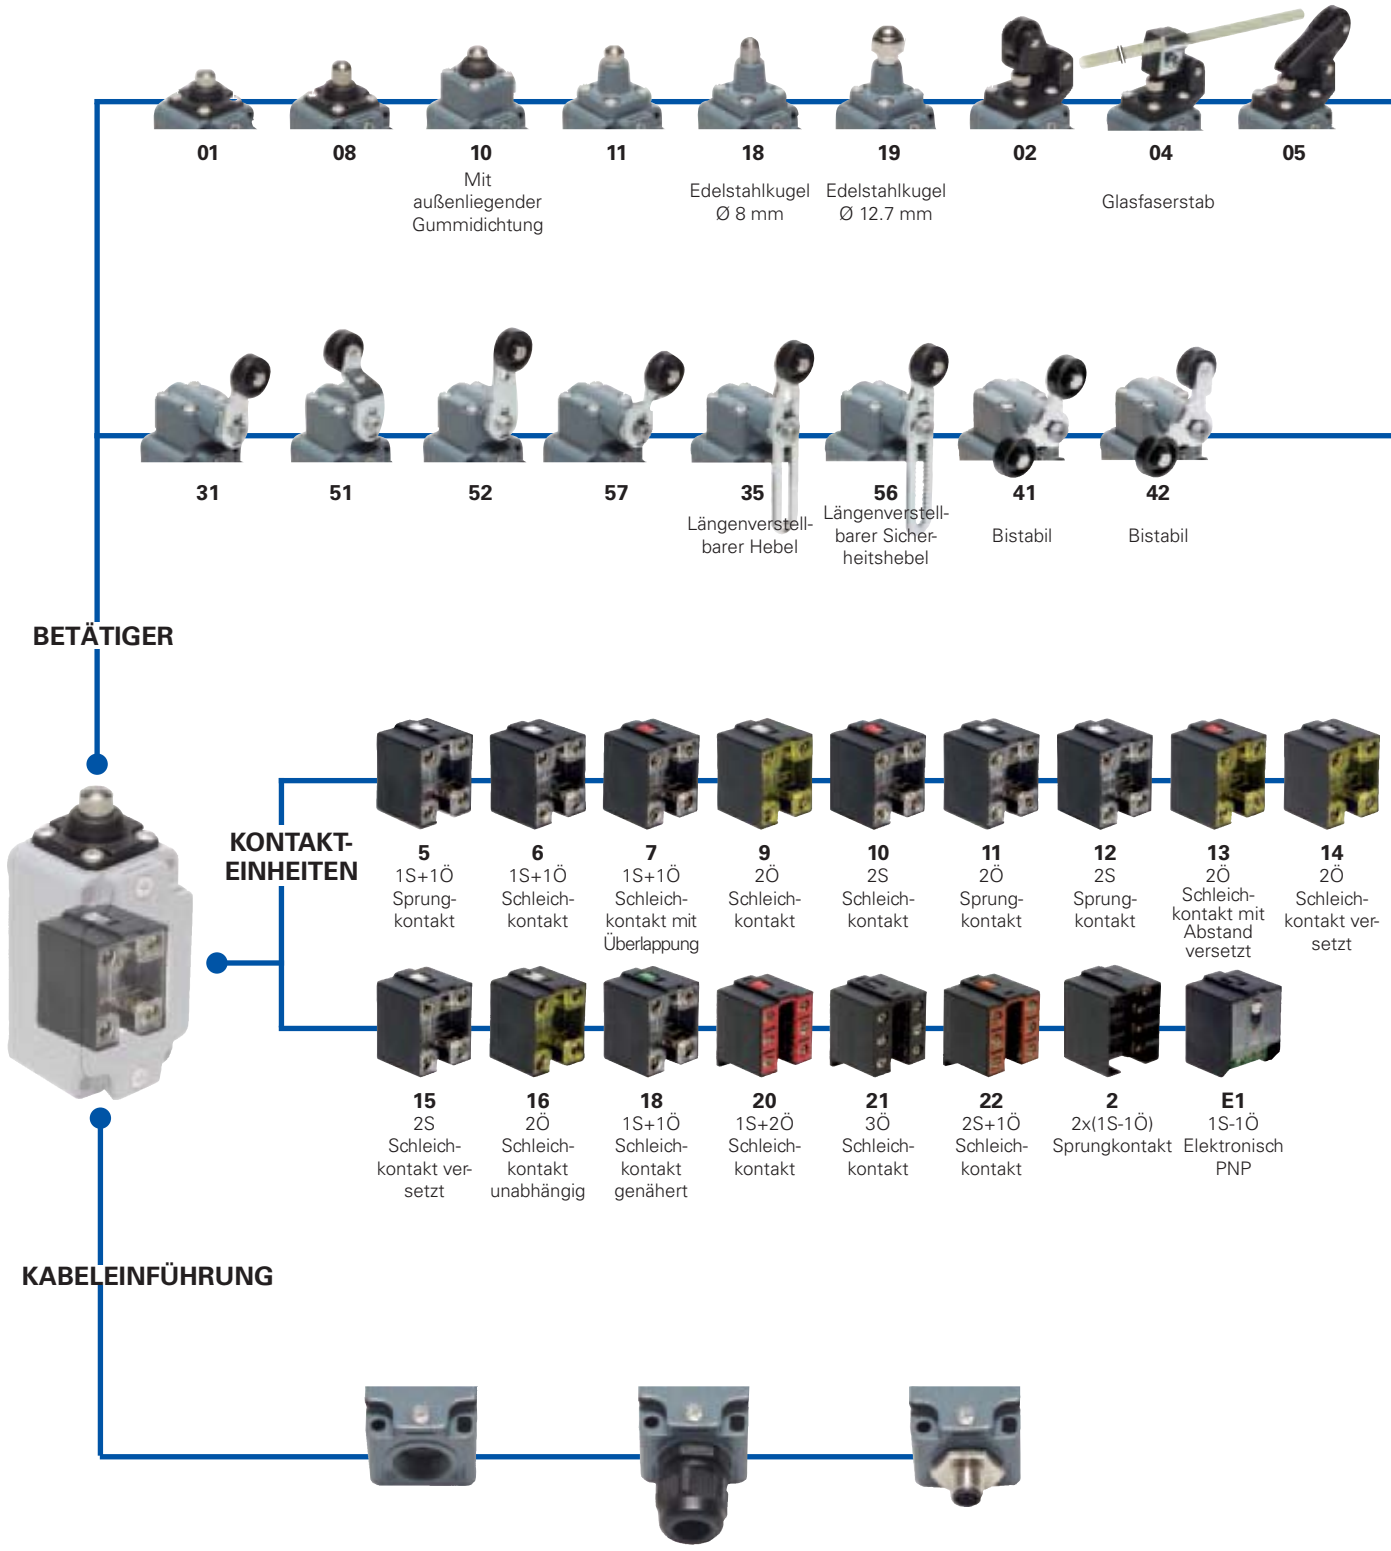 01
08
10
Mit
außenliegender
Gummidichtung
11
18
Edelstahlkugel
Ø 8 mm
19
Edelstahlkugel
Ø 12.7 mm
02
04
Glasfaserstab
05
31
51
52
57
35
Längenverstell-
barer Hebel
56
Längenverstell-
barer Sicher-
heitshebel
41
Bistabil
42
Bistabil
BETÄTIGER
KONTAKT-
EINHEITEN
5
1S+1Ö
Sprung-
kontakt
6
1S+1Ö
Schleich-
kontakt
7
1S+1Ö
Schleich-
kontakt mit
Überlappung
9
2Ö
Schleich-
kontakt
10
2S
Schleich-
kontakt
11
2Ö
Sprung-
kontakt
12
2S
Sprung-
kontakt
13
2Ö
Schleich-
kontakt mit
Abstand
versetzt
14
2Ö
Schleich-
kontakt ver-
setzt
15
2S
Schleich-
kontakt ver-
setzt
16
2Ö
Schleich-
kontakt
unabhängig
18
1S+1Ö
Schleich-
kontakt
genähert
20
1S+2Ö
Schleich-
kontakt
21
3Ö
Schleich-
kontakt
22
2S+1Ö
Schleich-
kontakt
2
2x(1S-1Ö)
Sprungkontakt
E1
1S-1Ö
Elektronisch
PNP
KABELEINFÜHRUNG